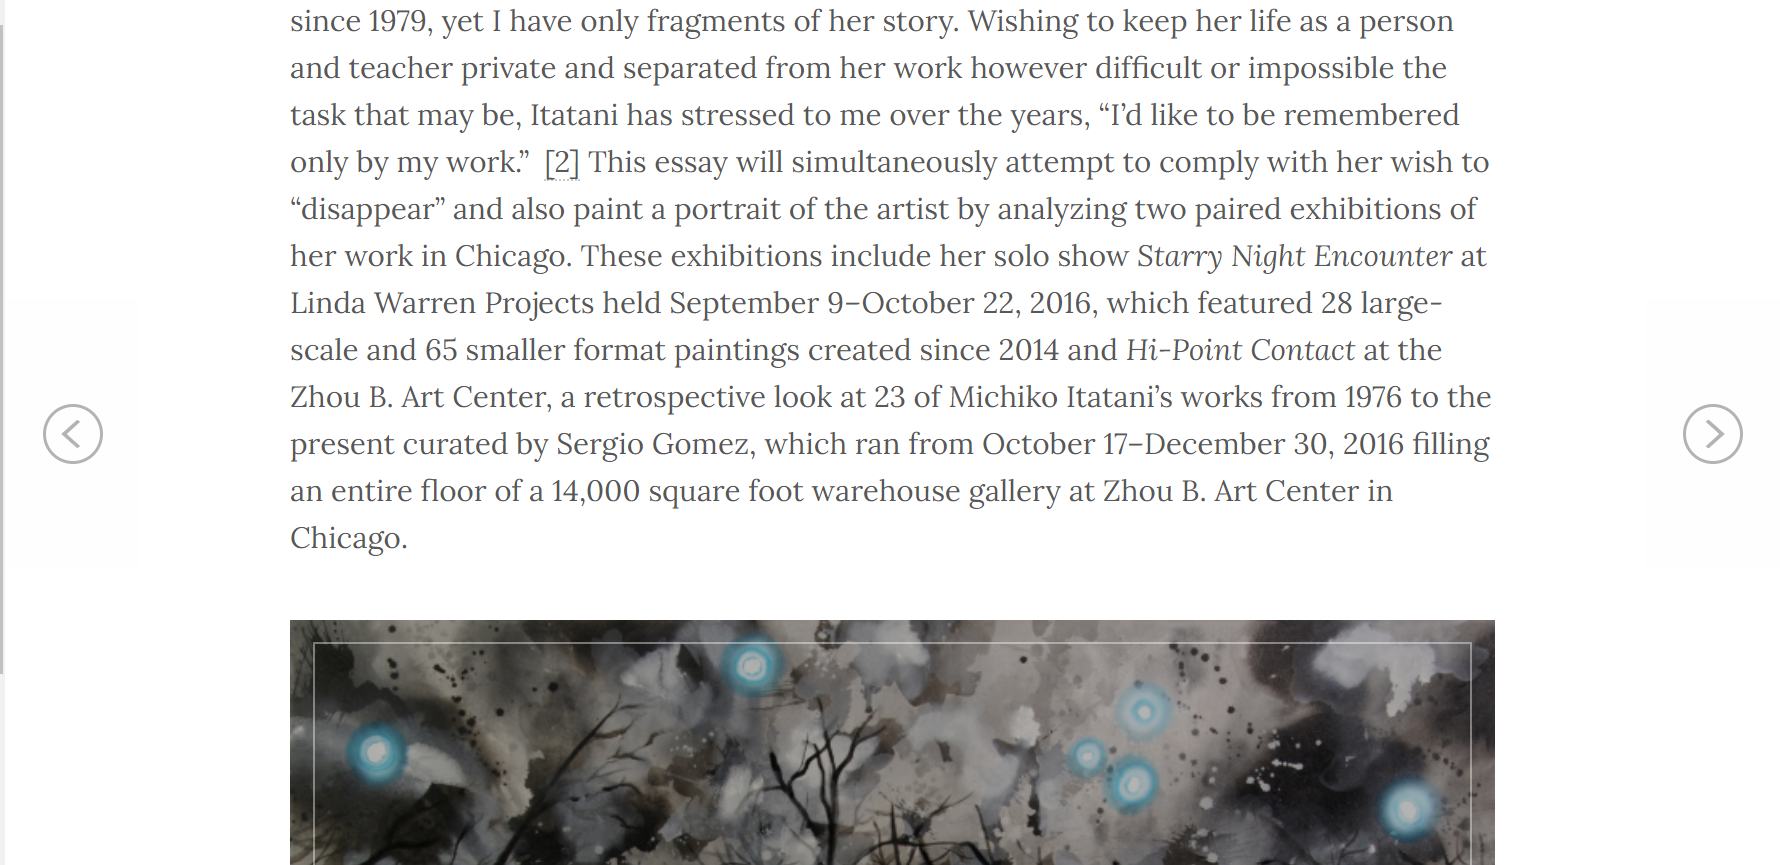 since 1979, yet I have only fragments of her story. Wishing to keep her life as a person
and teacher private and separated from her work however difficult or impossible the
task that may be, Itatani has stressed to me over the years, “I’d like to be remembered
only by my work.”  [2] This essay will simultaneously attempt to comply with her wish to
“disappear” and also paint a portrait of the artist by analyzing two paired exhibitions of
her work in Chicago. These exhibitions include her solo show Starry Night Encounter at
Linda Warren Projects held September 9–October 22, 2016, which featured 28 large-
scale and 65 smaller format paintings created since 2014 and Hi-Point Contact at the
Zhou B. Art Center, a retrospective look at 23 of Michiko Itatani’s works from 1976 to the
present curated by Sergio Gomez, which ran from October 17–December 30, 2016 filling
an entire floor of a 14,000 square foot warehouse gallery at Zhou B. Art Center in
Chicago.